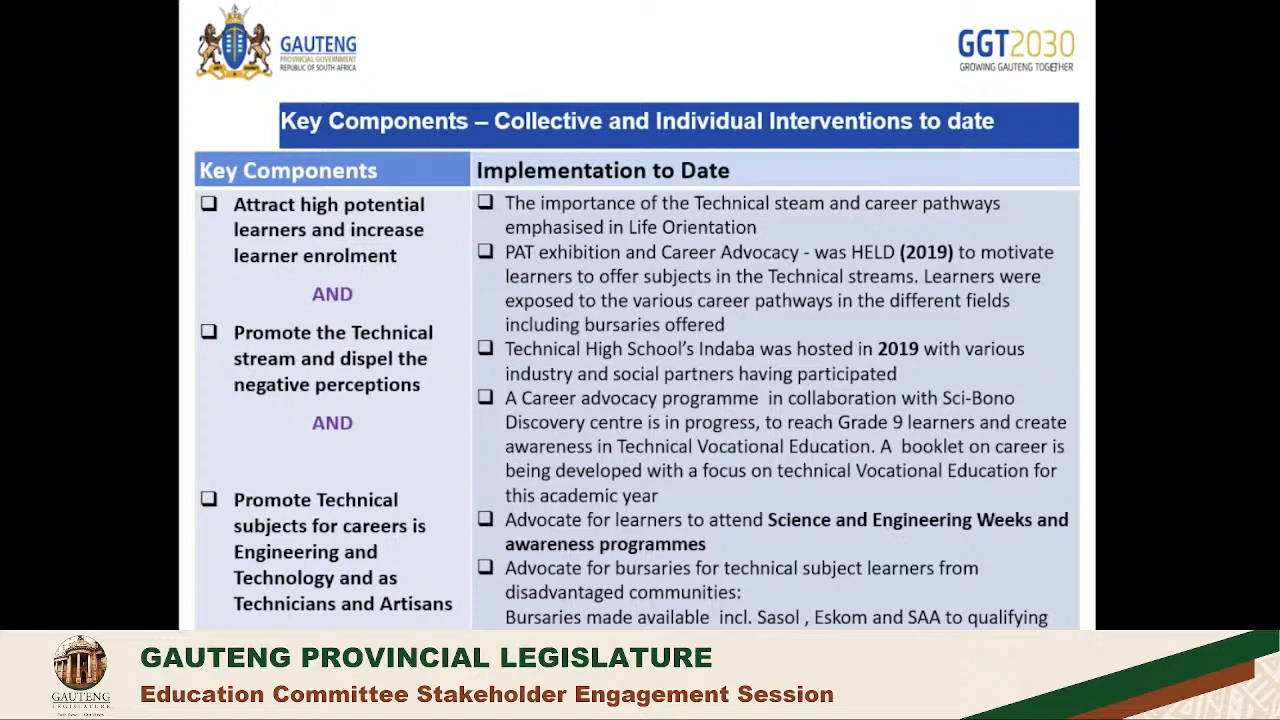 GAUTENG
PROVINCIAL GOVERNMENT
REPUBLIC OF SOUTH AFRICA
GGT2030
GROWING GAUTENG TOGETHER
Key Components – Collective and Individual Interventions to date
Key Components
Implementation to Date
❑ Attract high potential
learners and increase
learner enrolment
AND
❑ Promote the Technical
stream and dispel the
negative perceptions
AND
❑ Promote Technical
subjects for careers is
Engineering and
Technology and as
Technicians and Artisans
❑ The importance of the Technical steam and career pathways
emphasised in Life Orientation
❑ PAT exhibition and Career Advocacy - was HELD (2019) to motivate
learners to offer subjects in the Technical streams. Learners were
exposed to the various career pathways in the different fields
including bursaries offered
❑ Technical High School’s Indaba was hosted in 2019 with various
industry and social partners having participated
❑ A Career advocacy programme in collaboration with Sci-Bono
Discovery centre is in progress, to reach Grade 9 learners and create
awareness in Technical Vocational Education. A booklet on career is
being developed with a focus on technical Vocational Education for
this academic year
❑ Advocate for learners to attend Science and Engineering Weeks and
awareness programmes
❑ Advocate for bursaries for technical subject learners from
disadvantaged communities:
Bursaries made available incl. Sasol , Eskom and SAA to qualifying
GAUTENG
LEGISLATURE
GAUTENG PROVINCIAL LEGISLATURE
Education Committee Stakeholder Engagement Session